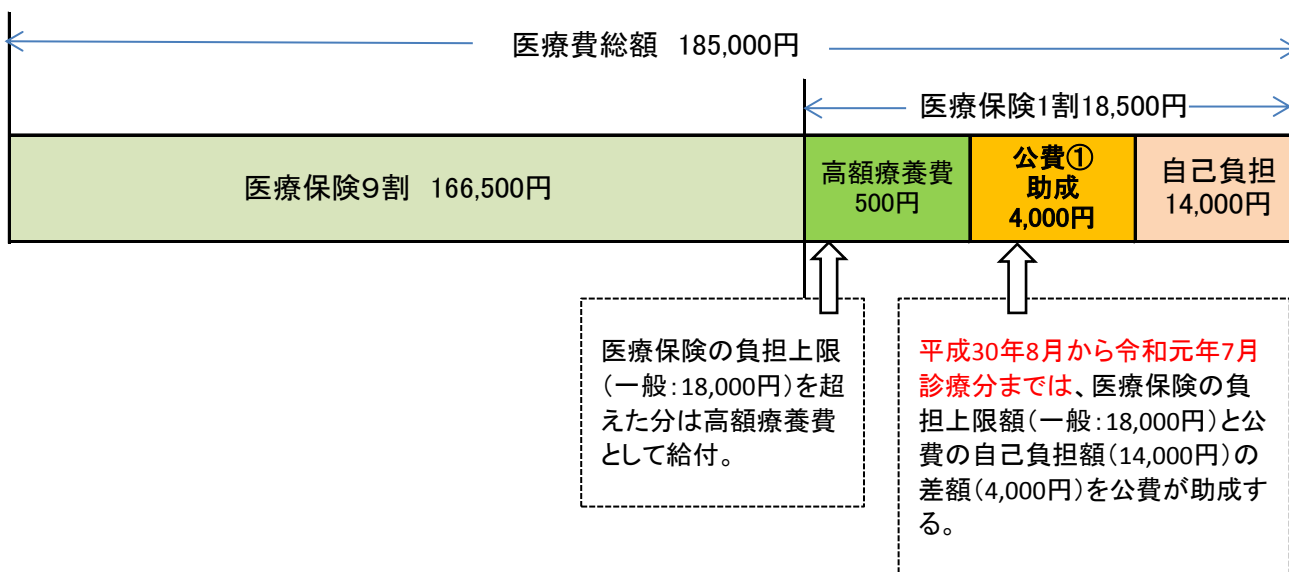 医療費総額 185,000円
医療保険1割18,500円
医療保険９割 166,500円
高額療養費
500円
公費①
助成
4,000円
自己負担
14,000円
医療保険の負担上限
（一般：18,000円）を超
えた分は高額療養費
として給付。
平成30年8月から令和元年7月
診療分までは、医療保険の負
担上限額（一般：18,000円）と公
費の自己負担額（14,000円）の
差額（4,000円）を公費が助成す
る。